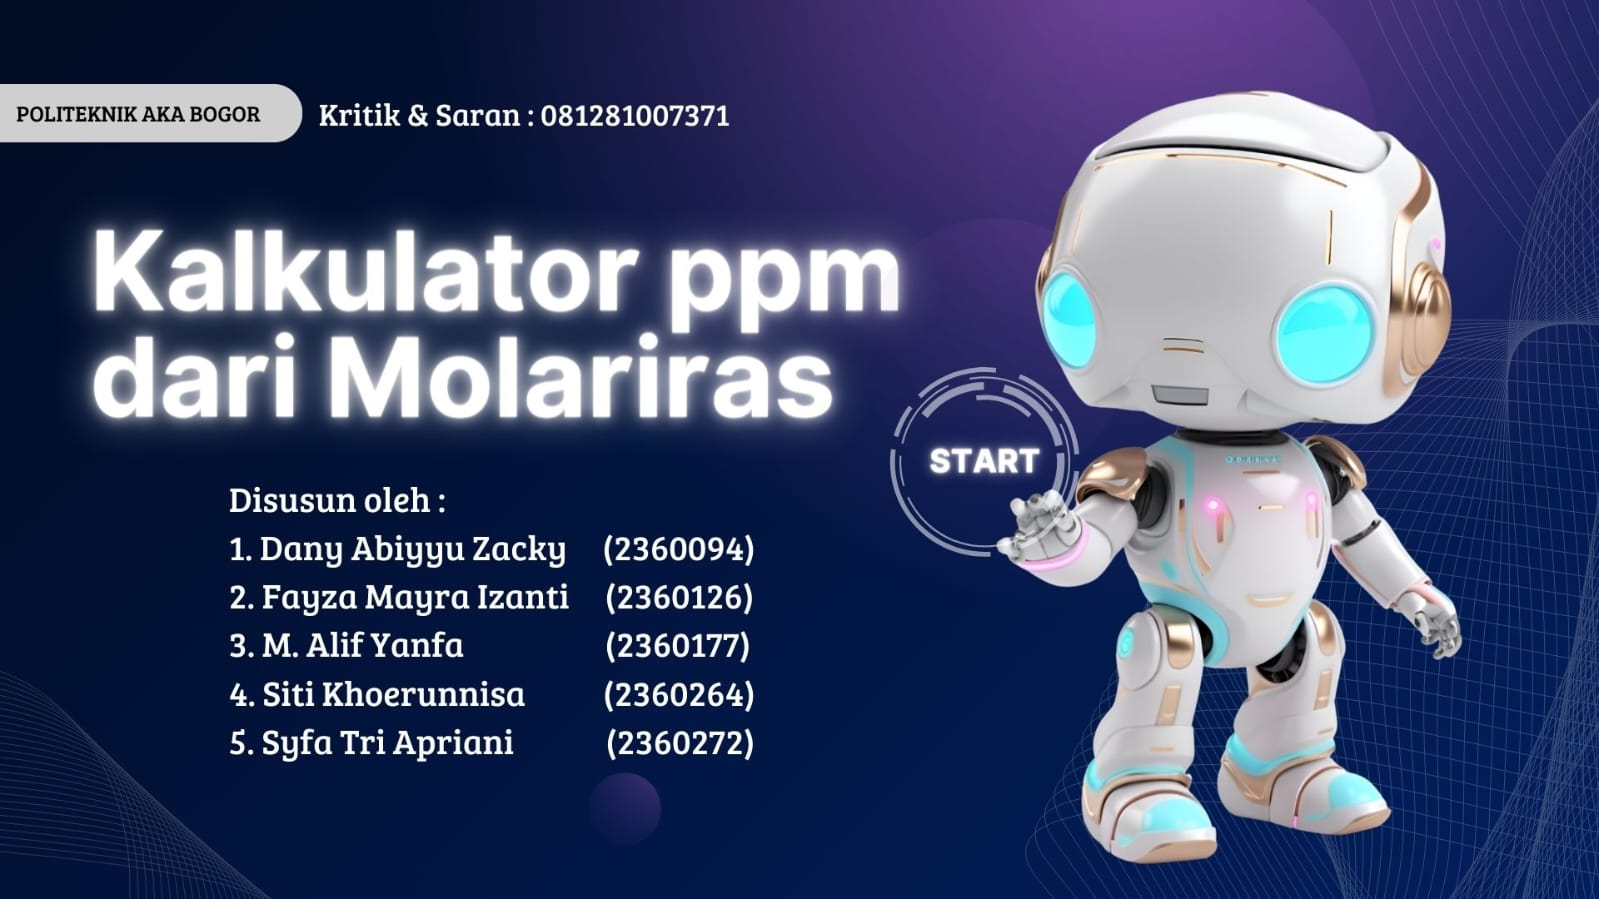 POLITEKNIK AKA BOGOR
Kritik & Saran : 081281007371
Kalkulator ppm
dari Molariras
START
Disusun oleh :
1. Dany Abiyyu Zacky (2360094)
2. Fayza Mayra Izanti (2360126)
3. M. Alif Yanfa (2360177)
4. Siti Khoerunnisa (2360264)
5. Syfa Tri Apriani (2360272)